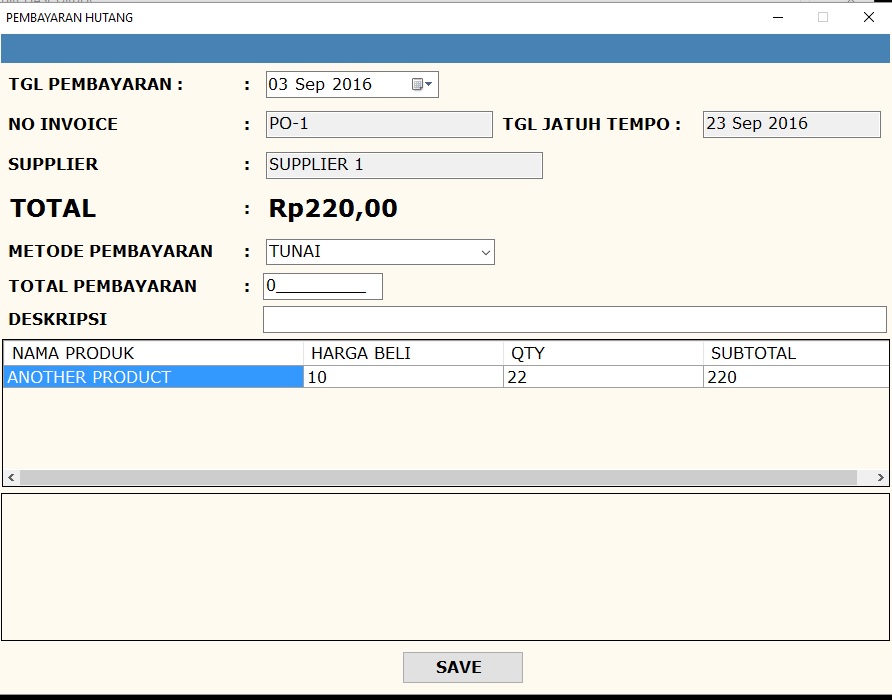 PEMBAYARAN HUTANG
TGL PEMBAYARAN : : 03 Sep 2016
NO INVOICE : PO-1 TGL JATUH TEMPO : 23 Sep 2016
SUPPLIER : SUPPLIER 1
TOTAL : Rp220,00
METODE PEMBAYARAN : TUNAI
TOTAL PEMBAYARAN : 0__________
DESKRIPSI
NAMA PRODUK HARGA BELI QTY SUBTOTAL
ANOTHER PRODUCT 10 22 220
SAVE